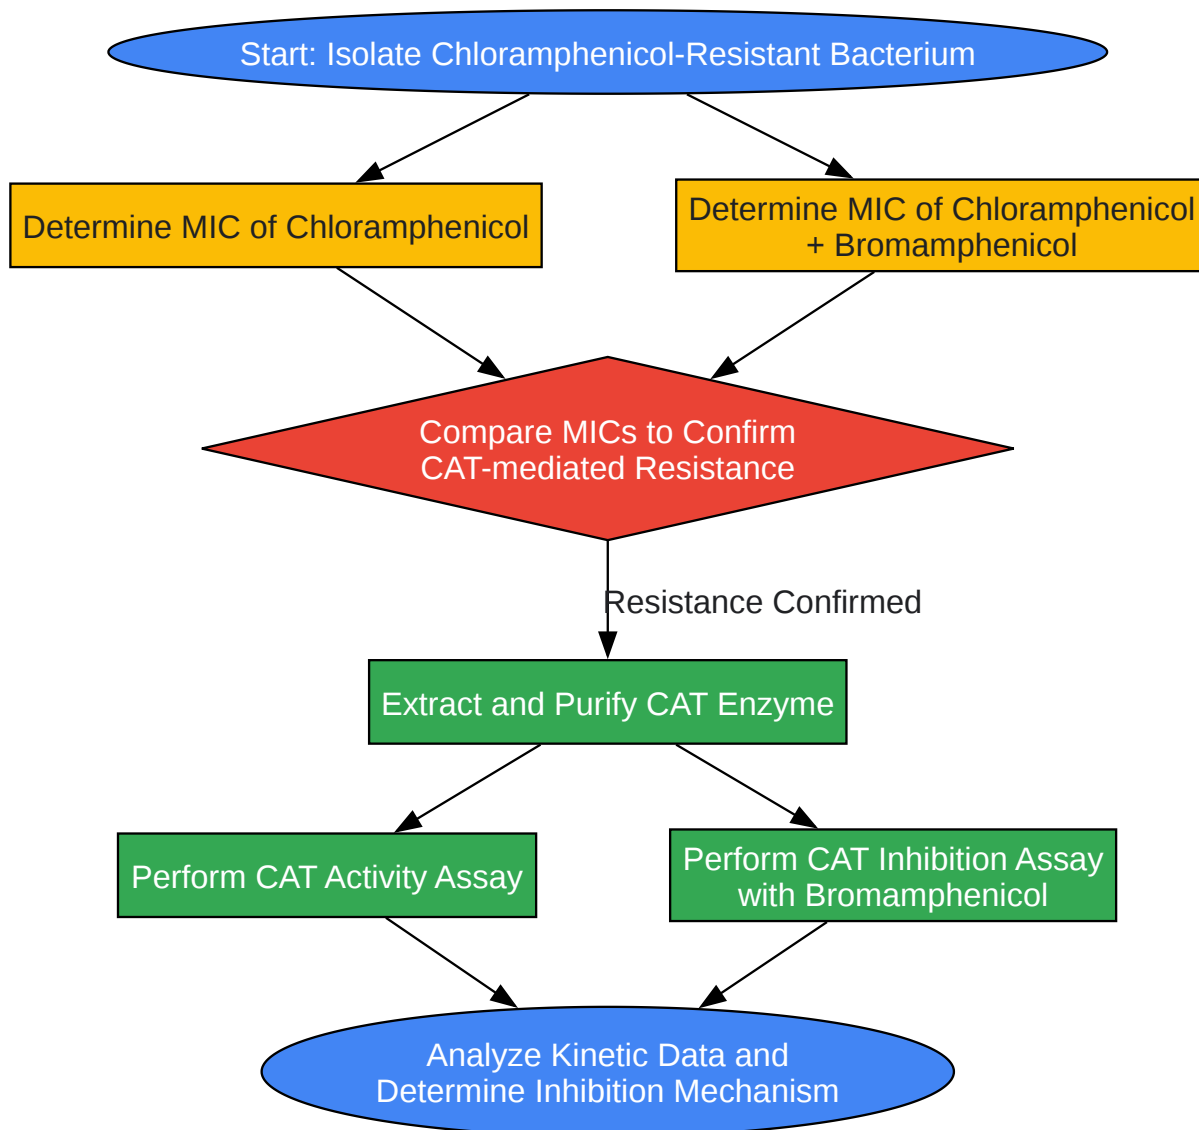 Start: Isolate Chloramphenicol-Resistant Bacterium
Determine MIC of Chloramphenicol
Determine MIC of Chloramphenicol
+ Bromamphenicol
Compare MICs to Confirm
CAT-mediated Resistance
Resistance Confirmed
Extract and Purify CAT Enzyme
Perform CAT Activity Assay
Perform CAT Inhibition Assay
with Bromamphenicol
Analyze Kinetic Data and
Determine Inhibition Mechanism